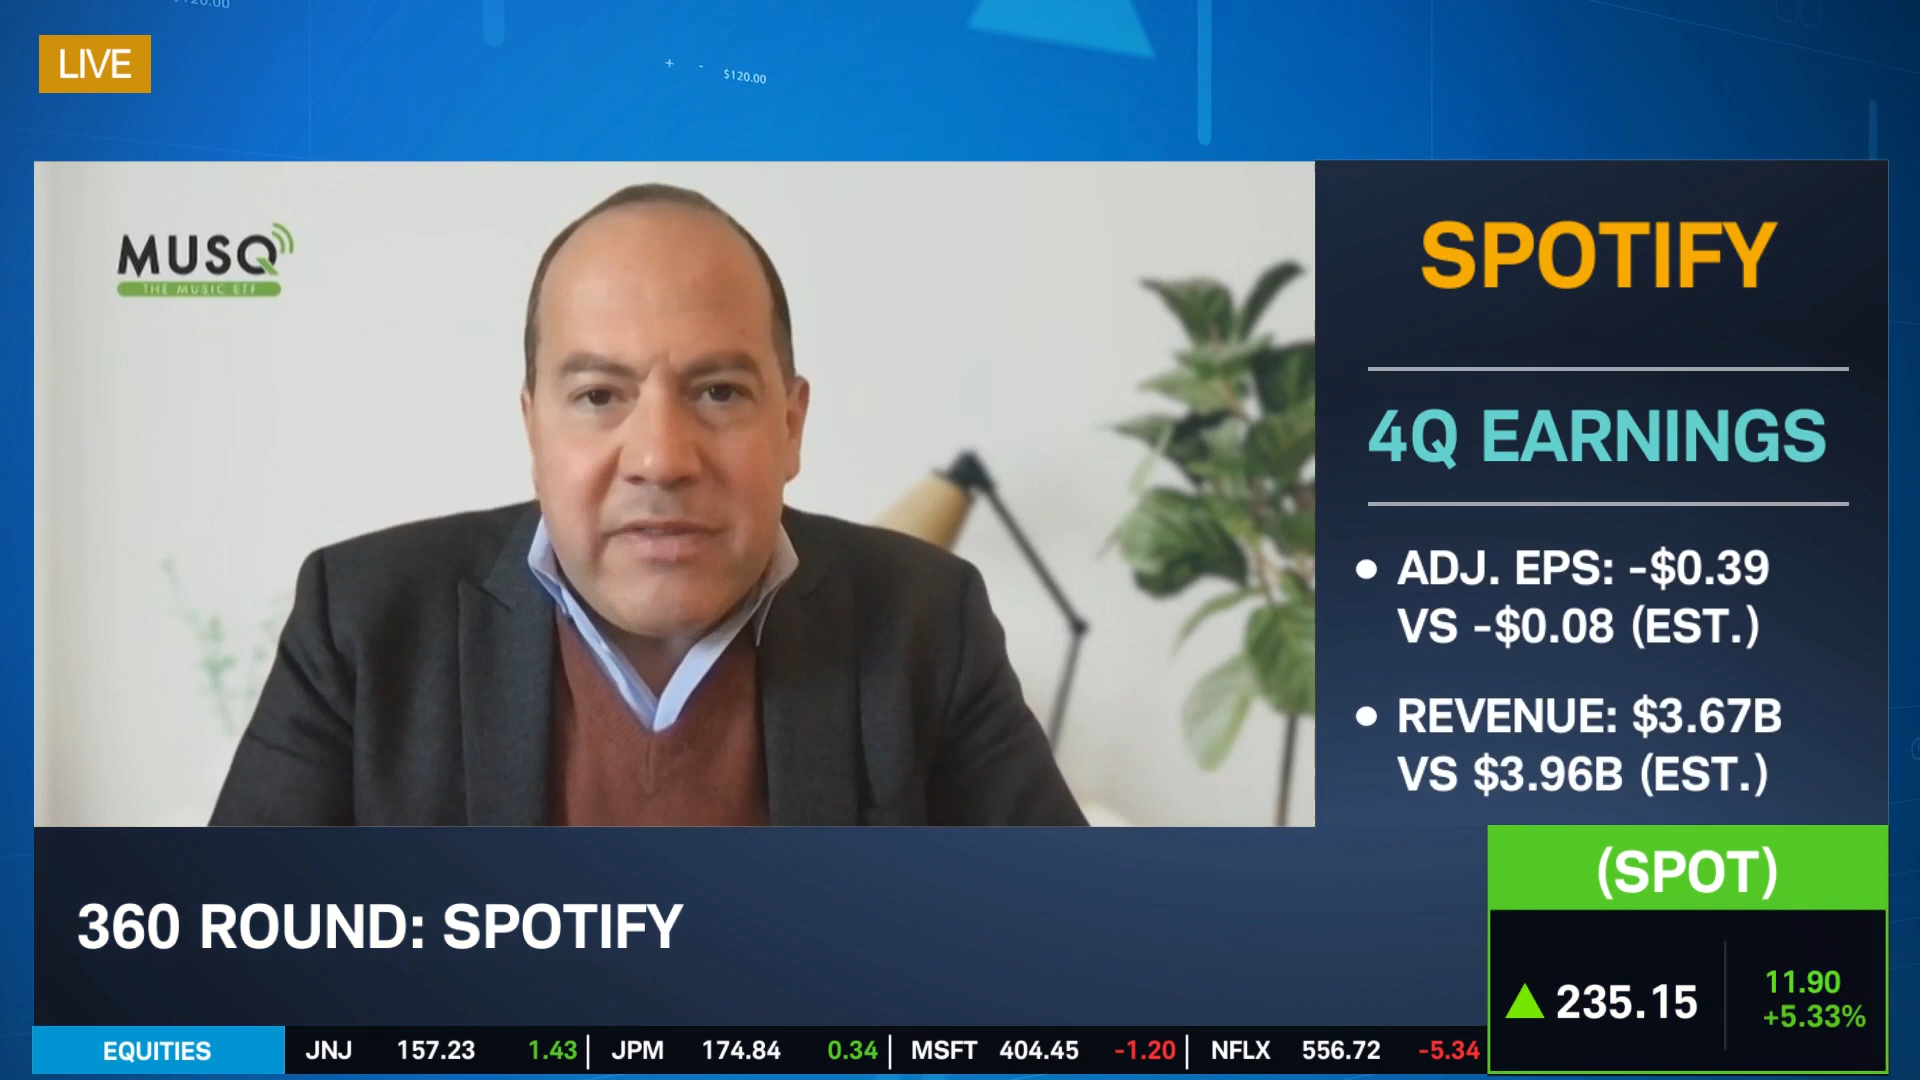 LIVE
+ - $120.00
MUSQ
THE MUSIC ETF
SPOTIFY
4Q EARNINGS
• ADJ. EPS: -$0.39
VS -$0.08 (EST.)
• REVENUE: $3.67B
VS $3.96B (EST.)
360 ROUND: SPOTIFY
(SPOT)
▲ 235.15
11.90
+5.33%
EQUITIES JNJ 157.23 1.43 | JPM 174.84 0.34 | MSFT 404.45 -1.20 | NFLX 556.72 -5.34